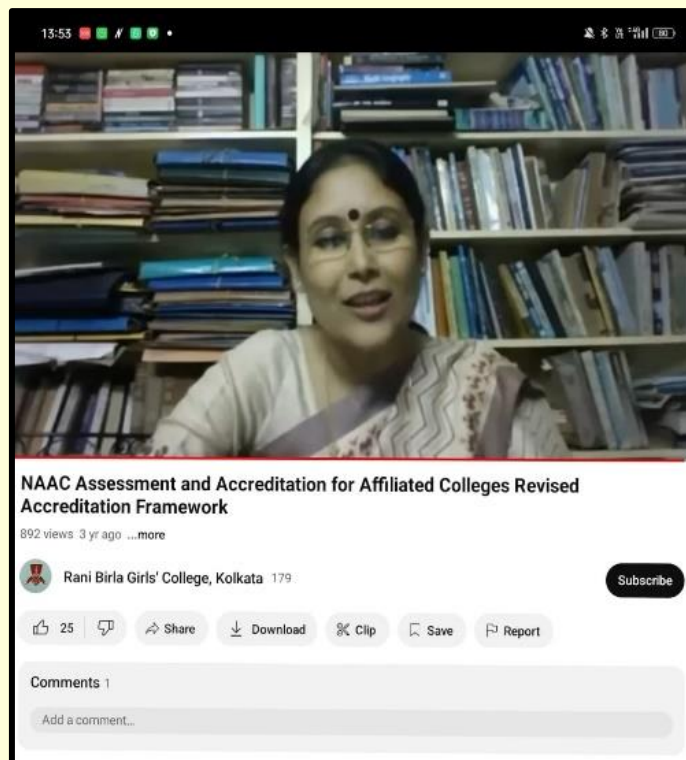 13:53
80
NAAC Assessment and Accreditation for Affiliated Colleges Revised
Accreditation Framework
892 views 3 yr ago ...more
Rani Birla Girls' College, Kolkata 179
Subscribe
25
Share
Download
Clip
Save
Report
Comments 1
Add a comment...